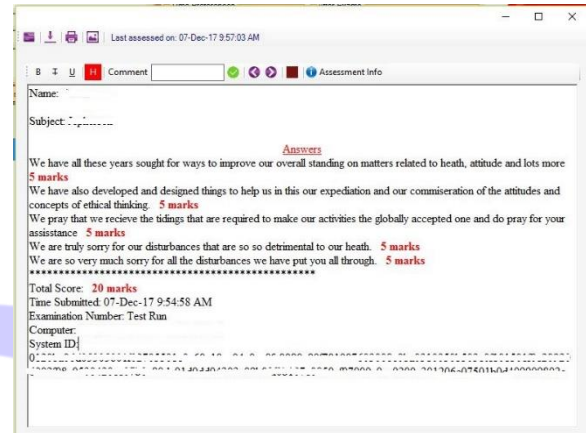 Last assessed on: 07-Dec-17 9:57:03 AM
B T U H Comment Assessment Info
Name:
Subject:
Answers
We have all these years sought for ways to improve our overall standing on matters related to heath, attitude and lots more
5 marks
We have also developed and designed things to help us in this our expediation and our commiseration of the attitudes and
concepts of ethical thinking. 5 marks
We pray that we recieve the tidings that are required to make our activities the globally accepted one and do pray for your
assisstance 5 marks
We are truly sorry for our disturbances that are so so detrimental to our heath. 5 marks
We are so very much sorry for all the disturbances we have put you all through. 5 marks
****************************************************
Total Score: 20 marks
Time Submitted: 07-Dec-17 9:54:58 AM
Examination Number: Test Run
Computer:
System ID: